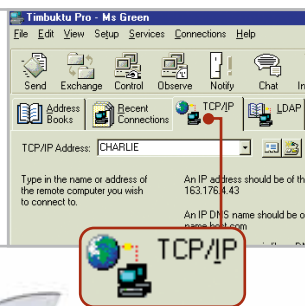 Timbuktu Pro - Ms Green
File Edit View Setup Services Connections Help
Send Exchange Control Observe Notify Chat
Address Books Recent Connections TCP/IP LDAP
TCP/IP Address: CHARLIE
Type in the name or address of An IP address should be of th
the remote computer you wish 163.176.4.43
to connect to.
An IP DNS name should be o
name.host.com
TCP/IP